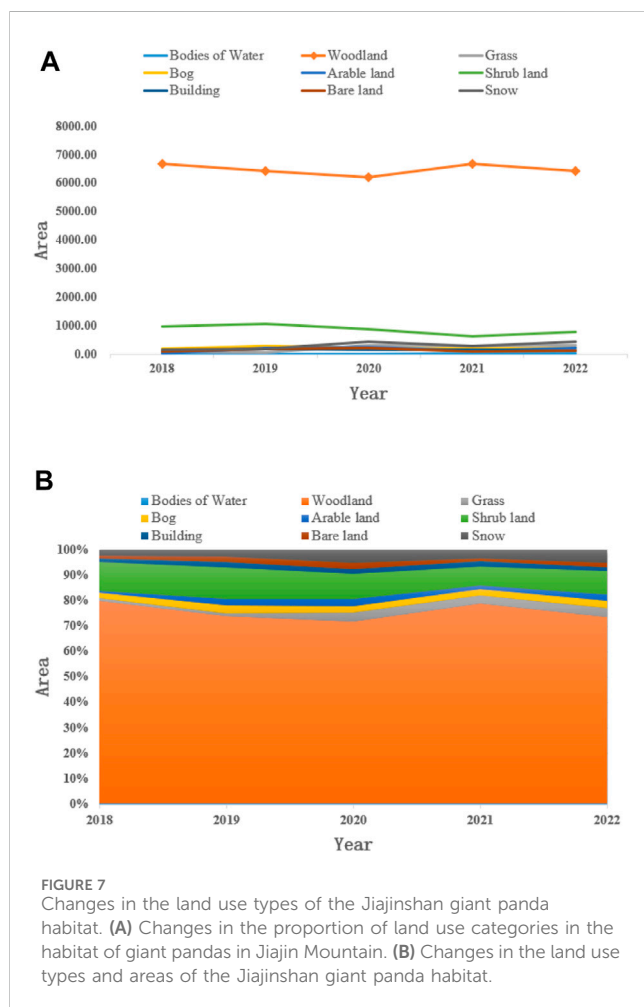 A
Bodies of Water Woodland Grass
Bog Arable land Shrub land
Building Bare land Snow
8000.00
7000.00
6000.00
5000.00
4000.00
3000.00
2000.00
1000.00
0.00
Area
2018 2019 2020 2021 2022
Year
B
Bodies of Water Woodland Grass
Bog Arable land Shrub land
Building Bare land Snow
100%
90%
80%
70%
60%
50%
40%
30%
20%
10%
0%
Area
2018 2019 2020 2021 2022
Year
FIGURE 7
Changes in the land use types of the Jiajinshan giant panda
habitat. (A) Changes in the proportion of land use categories in the
habitat of giant pandas in Jiajin Mountain. (B) Changes in the land use
types and areas of the Jiajinshan giant panda habitat.